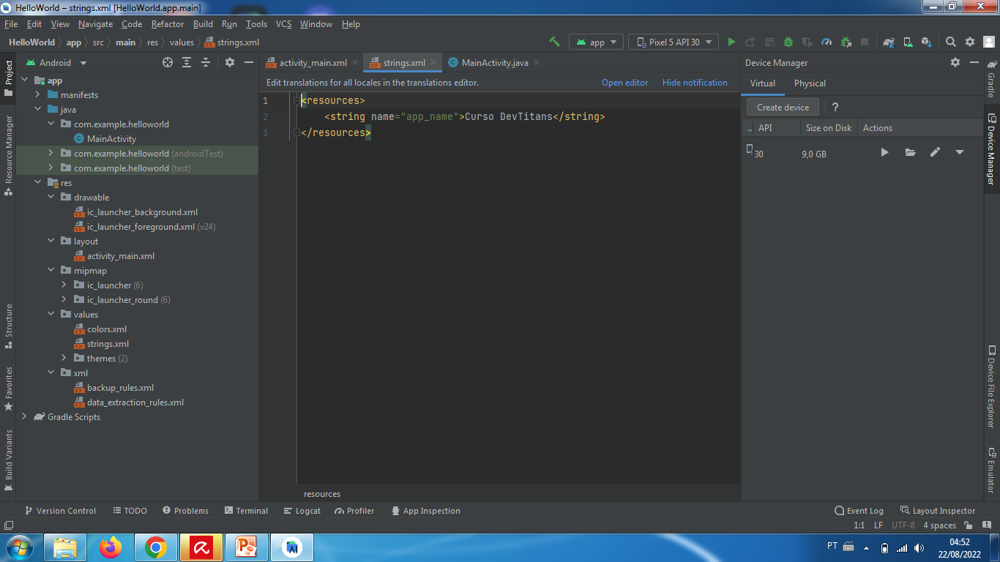 HelloWorld – strings.xml [HelloWorld.app.main]
File Edit View Navigate Code Refactor Build Run Tools VCS Window Help
HelloWorld app src main res values strings.xml
app Pixel 5 API 30
Project
Resource Manager
Structure
Favorites
Build Variants
Android
app
manifests
java
com.example.helloworld
MainActivity
com.example.helloworld (androidTest)
com.example.helloworld (test)
res
drawable
ic_launcher_background.xml
ic_launcher_foreground.xml (v24)
layout
activity_main.xml
mipmap
ic_launcher (6)
ic_launcher_round (6)
values
colors.xml
strings.xml
themes (2)
xml
backup_rules.xml
data_extraction_rules.xml
Gradle Scripts
activity_main.xml strings.xml MainActivity.java
Edit translations for all locales in the translations editor. Open editor Hide notification
1 <resources>
2 <string name="app_name">Curso DevTitans</string>
3 </resources>
resources
Device Manager
Virtual Physical
Create device ?
.. API Size on Disk Actions
30 9,0 GB
Gradle
Device Manager
Device File Explorer
Emulator
Version Control TODO Problems Terminal Logcat Profiler App Inspection Event Log Layout Inspector
1:1 LF UTF-8 4 spaces
PT 04:52
22/08/2022